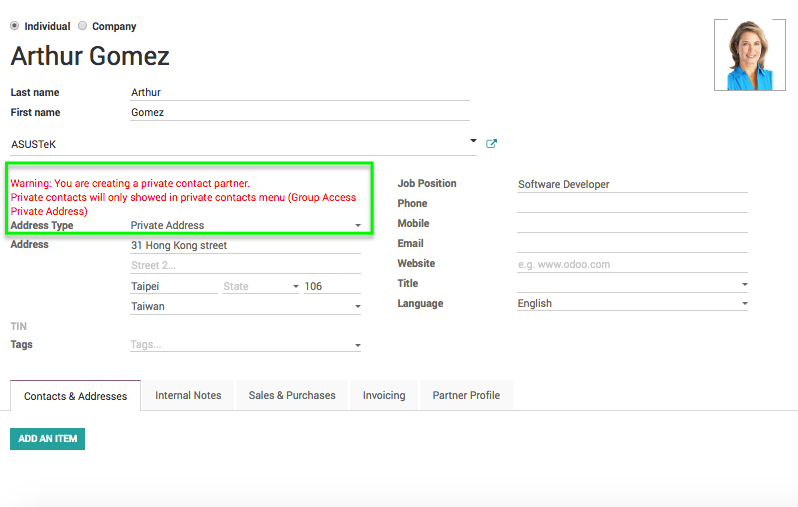 Individual Company
Arthur Gomez
Last name Arthur
First name Gomez
ASUSTeK
Warning: You are creating a private contact partner.
Private contacts will only showed in private contacts menu (Group Access
Private Address)
Address Type Private Address
Address 31 Hong Kong street
Street 2...
Taipei State 106
Taiwan
TIN
Tags Tags...
Job Position Software Developer
Phone
Mobile
Email
Website e.g. www.odoo.com
Title
Language English
Contacts & Addresses Internal Notes Sales & Purchases Invoicing Partner Profile
ADD AN ITEM